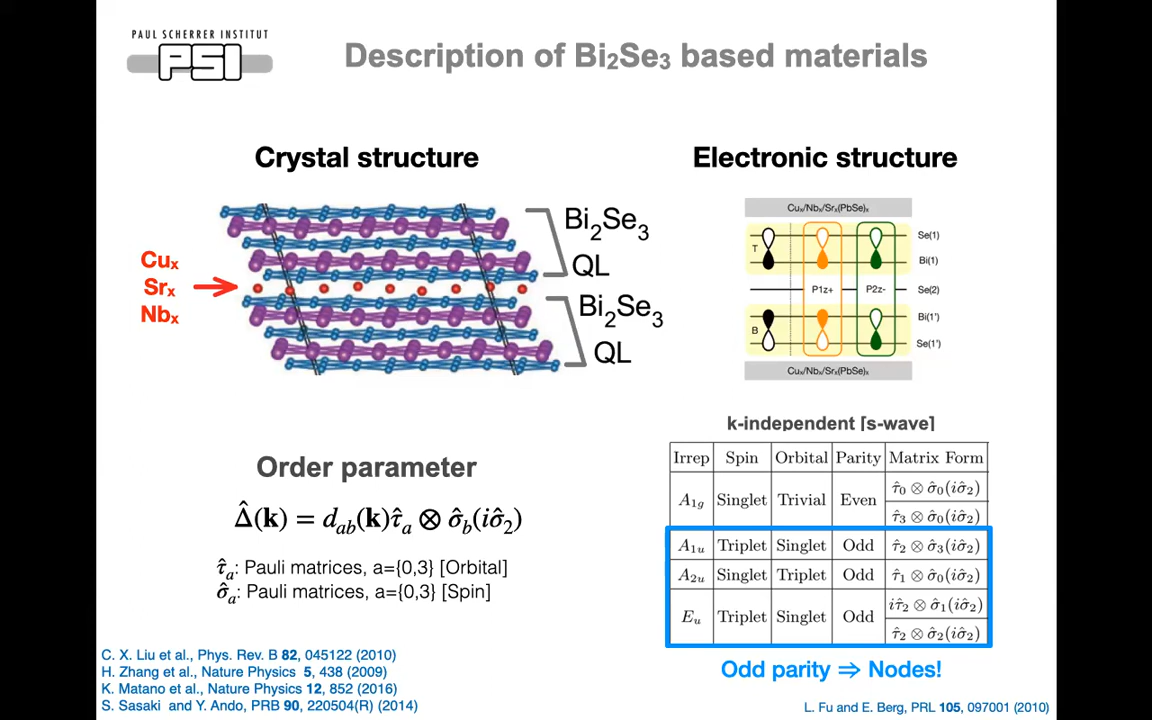 PAUL SCHERRER INSTITUT
PSI
Description of Bi₂Se₃ based materials
Crystal structure
Electronic structure
Cuₓ
Srₓ
Nbₓ
Bi₂Se₃
QL
Bi₂Se₃
QL
Cuₓ/Nbₓ/Srₓ(PbSe)ₓ
T
Se(1)
Bi(1)
P1z+
P2z-
Se(2)
B
Bi(1')
Se(1')
Cuₓ/Nbₓ/Srₓ(PbSe)ₓ
Order parameter
Δ̂(k) = d_ab(k)τ̂ₐ ⊗ σ̂_b(iσ̂₂)
τ̂ₐ: Pauli matrices, a={0,3} [Orbital]
σ̂ₐ: Pauli matrices, a={0,3} [Spin]
k-independent [s-wave]
Irrep Spin Orbital Parity Matrix Form
A₁g Singlet Trivial Even τ̂₀ ⊗ σ̂₀(iσ̂₂)
τ̂₃ ⊗ σ̂₀(iσ̂₂)
A₁u Triplet Singlet Odd τ̂₂ ⊗ σ̂₃(iσ̂₂)
A₂u Singlet Triplet Odd τ̂₁ ⊗ σ̂₀(iσ̂₂)
Eu Triplet Singlet Odd iτ̂₂ ⊗ σ̂₁(iσ̂₂)
τ̂₂ ⊗ σ̂₂(iσ̂₂)
Odd parity ⇒ Nodes!
C. X. Liu et al., Phys. Rev. B 82, 045122 (2010)
H. Zhang et al., Nature Physics 5, 438 (2009)
K. Matano et al., Nature Physics 12, 852 (2016)
S. Sasaki and Y. Ando, PRB 90, 220504(R) (2014)
L. Fu and E. Berg, PRL 105, 097001 (2010)